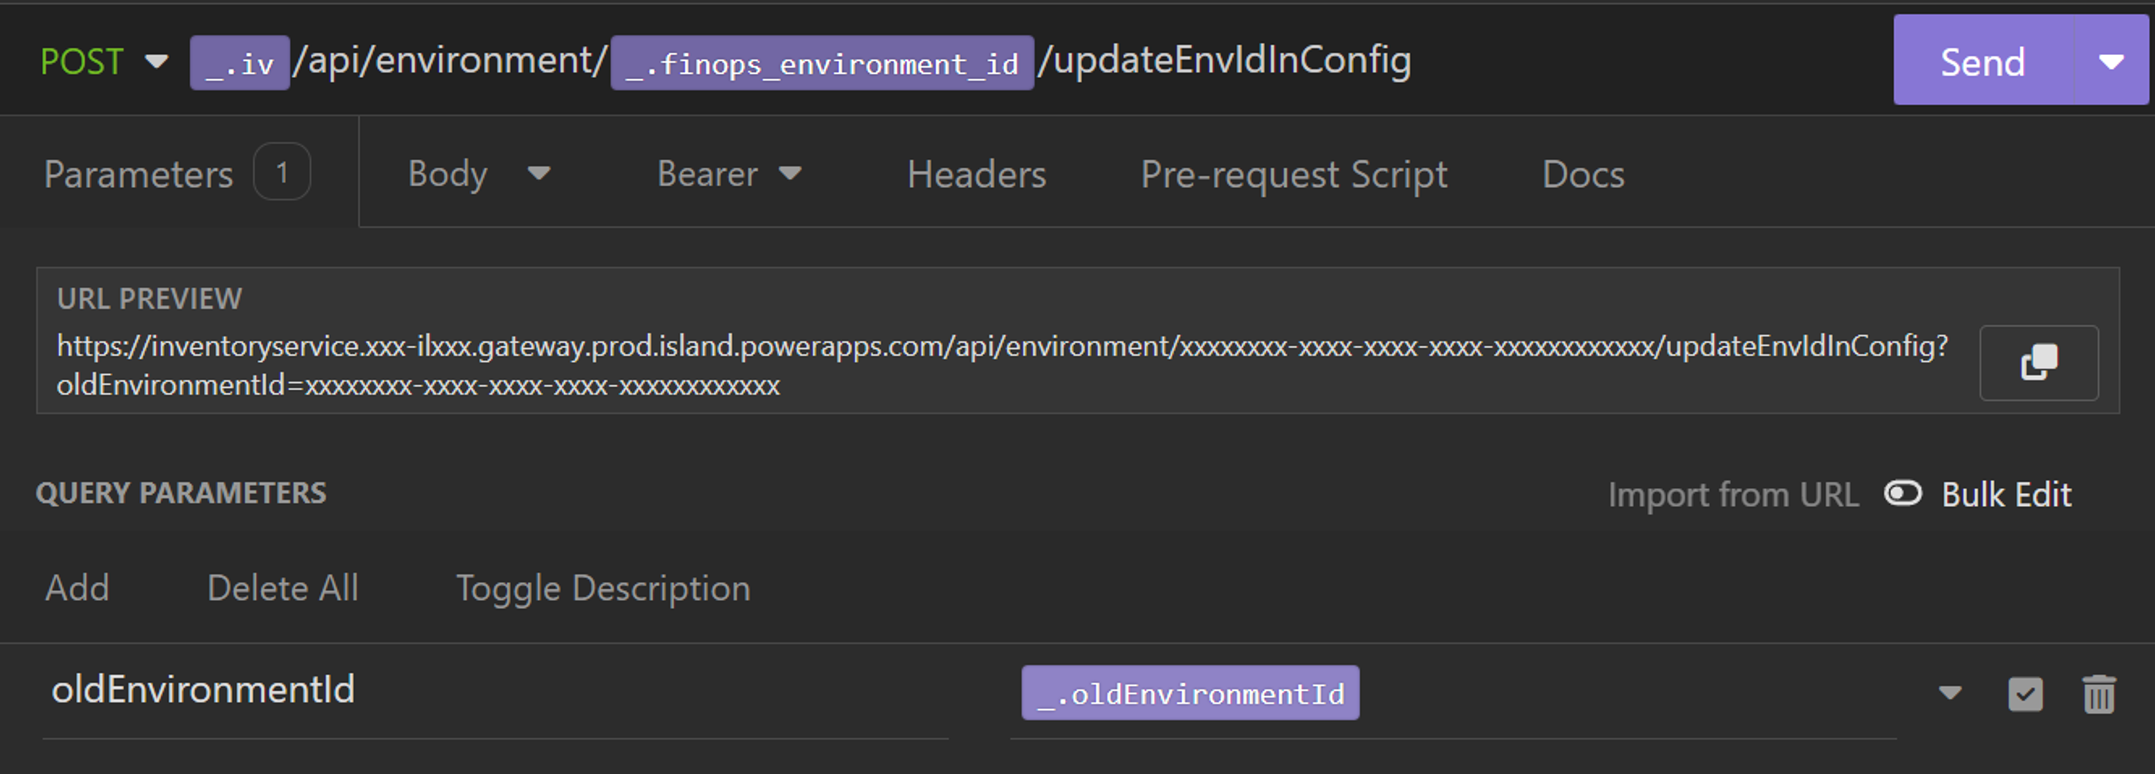 POST _.iv /api/environment/ _.finops_environment_id /updateEnvIdInConfig Send
Parameters 1 Body Bearer Headers Pre-request Script Docs
URL PREVIEW
https://inventoryservice.xxx-ilxxx.gateway.prod.island.powerapps.com/api/environment/xxxxxxxx-xxxx-xxxx-xxxx-xxxxxxxxxxxx/updateEnvIdInConfig?
oldEnvironmentId=xxxxxxxx-xxxx-xxxx-xxxx-xxxxxxxxxxxx
QUERY PARAMETERS Import from URL Bulk Edit
Add Delete All Toggle Description
oldEnvironmentId _.oldEnvironmentId